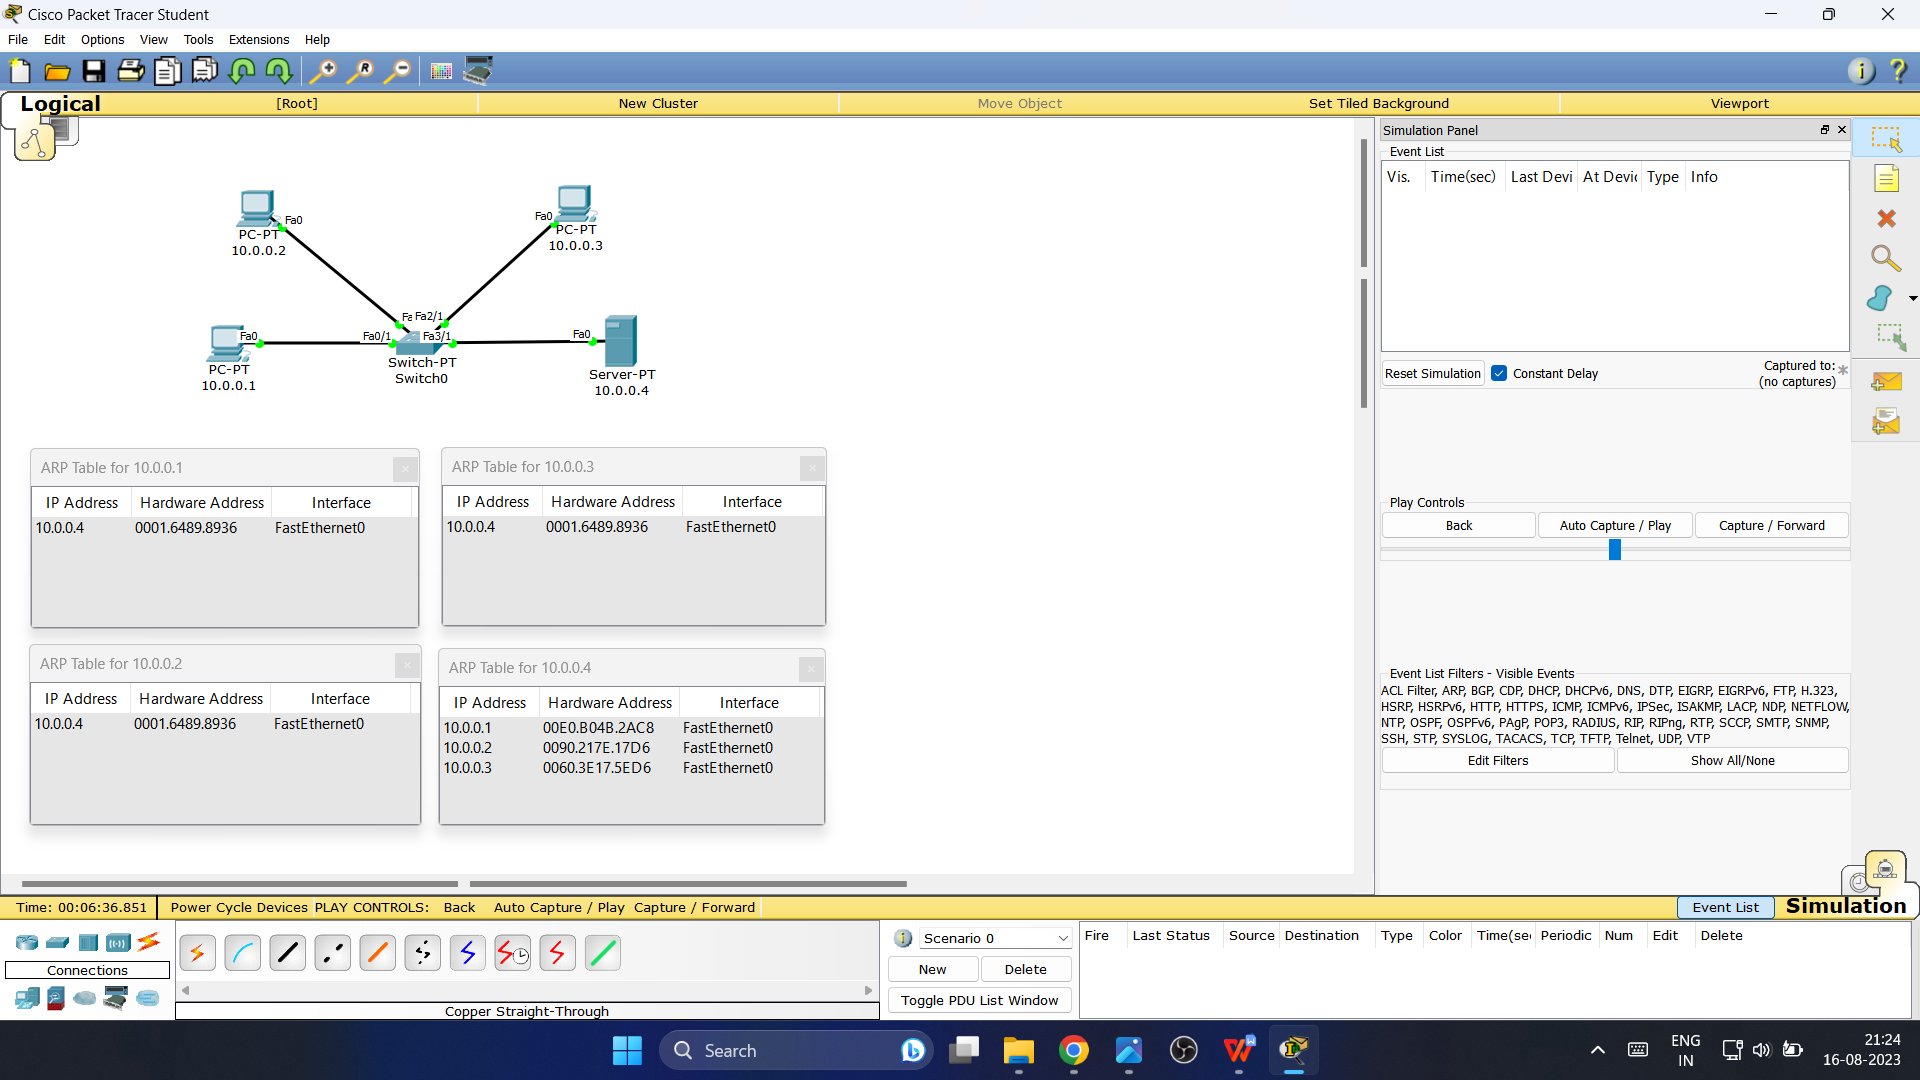 Cisco Packet Tracer Student
File Edit Options View Tools Extensions Help
Logical [Root] New Cluster Move Object Set Tiled Background Viewport
Fa0
PC-PT
10.0.0.2
Fa0
PC-PT
10.0.0.3
Fa Fa2/1
Fa0 Fa0/1 Fa3/1 Fa0
PC-PT
10.0.0.1
Switch-PT
Switch0
Server-PT
10.0.0.4
ARP Table for 10.0.0.1
IP Address Hardware Address Interface
10.0.0.4 0001.6489.8936 FastEthernet0
ARP Table for 10.0.0.3
IP Address Hardware Address Interface
10.0.0.4 0001.6489.8936 FastEthernet0
ARP Table for 10.0.0.2
IP Address Hardware Address Interface
10.0.0.4 0001.6489.8936 FastEthernet0
ARP Table for 10.0.0.4
IP Address Hardware Address Interface
10.0.0.1 00E0.B04B.2AC8 FastEthernet0
10.0.0.2 0090.217E.17D6 FastEthernet0
10.0.0.3 0060.3E17.5ED6 FastEthernet0
Simulation Panel
Event List
Vis. Time(sec) Last Devi At Devic Type Info
Reset Simulation Constant Delay Captured to:
(no captures)
Play Controls
Back Auto Capture / Play Capture / Forward
Event List Filters - Visible Events
ACL Filter, ARP, BGP, CDP, DHCP, DHCPv6, DNS, DTP, EIGRP, EIGRPv6, FTP, H.323,
HSRP, HSRPv6, HTTP, HTTPS, ICMP, ICMPv6, IPSec, ISAKMP, LACP, NDP, NETFLOW,
NTP, OSPF, OSPFv6, PAgP, POP3, RADIUS, RIP, RIPng, RTP, SCCP, SMTP, SNMP,
SSH, STP, SYSLOG, TACACS, TCP, TFTP, Telnet, UDP, VTP
Edit Filters Show All/None
Time: 00:06:36.851 Power Cycle Devices PLAY CONTROLS: Back Auto Capture / Play Capture / Forward Event List Simulation
Connections
Copper Straight-Through
Scenario 0
New Delete
Toggle PDU List Window
Fire Last Status Source Destination Type Color Time(se Periodic Num Edit Delete
Search
ENG
IN
21:24
16-08-2023